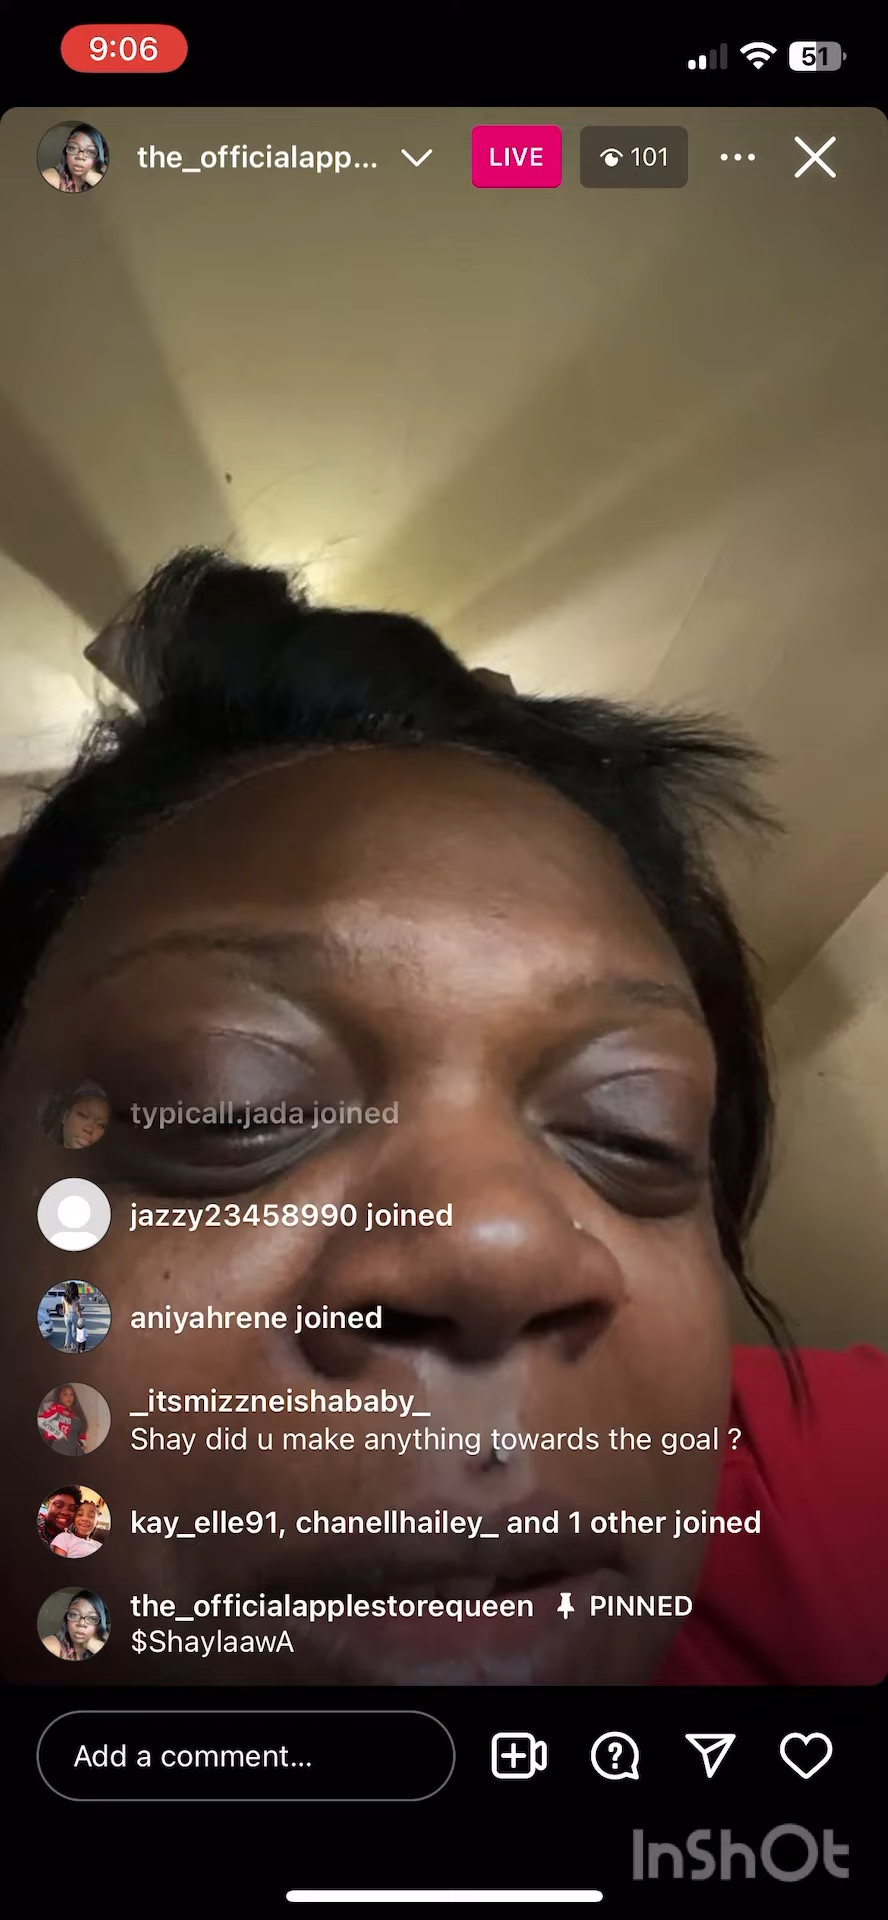 9:06
51
the_officialapp...
LIVE
101
typicall.jada joined
jazzy23458990 joined
aniyahrene joined
_itsmizzneishababy_
Shay did u make anything towards the goal ?
kay_elle91, chanellhailey_ and 1 other joined
the_officialapplestorequeen PINNED
$ShaylaawA
Add a comment...
InShOt